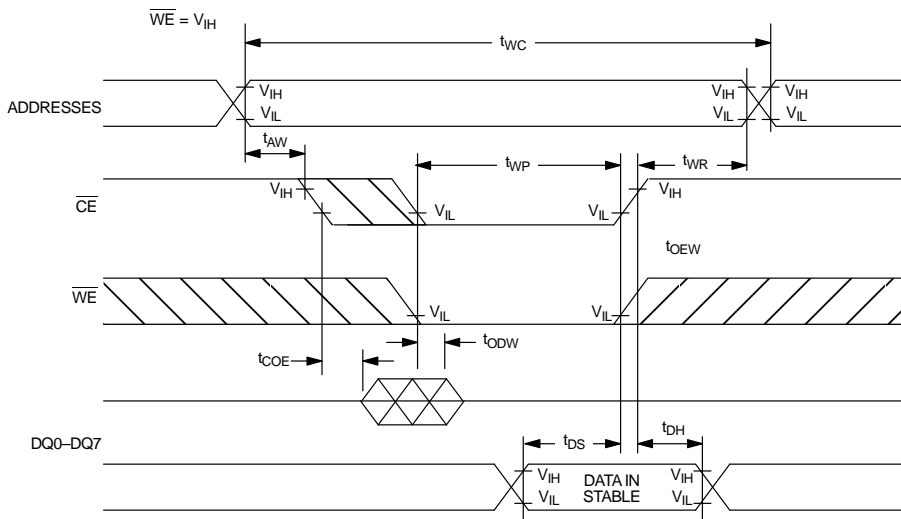 WE = VIH
tWC
ADDRESSES
VIH
VIL
VIH
VIL
VIH
VIL
tAW
tWP
tWR
CE
VIH
VIL
VIL
VIH
tOEW
WE
VIL
VIL
tCOE
tODW
DQ0–DQ7
tDS
tDH
VIH
VIL
DATA IN
STABLE
VIH
VIL